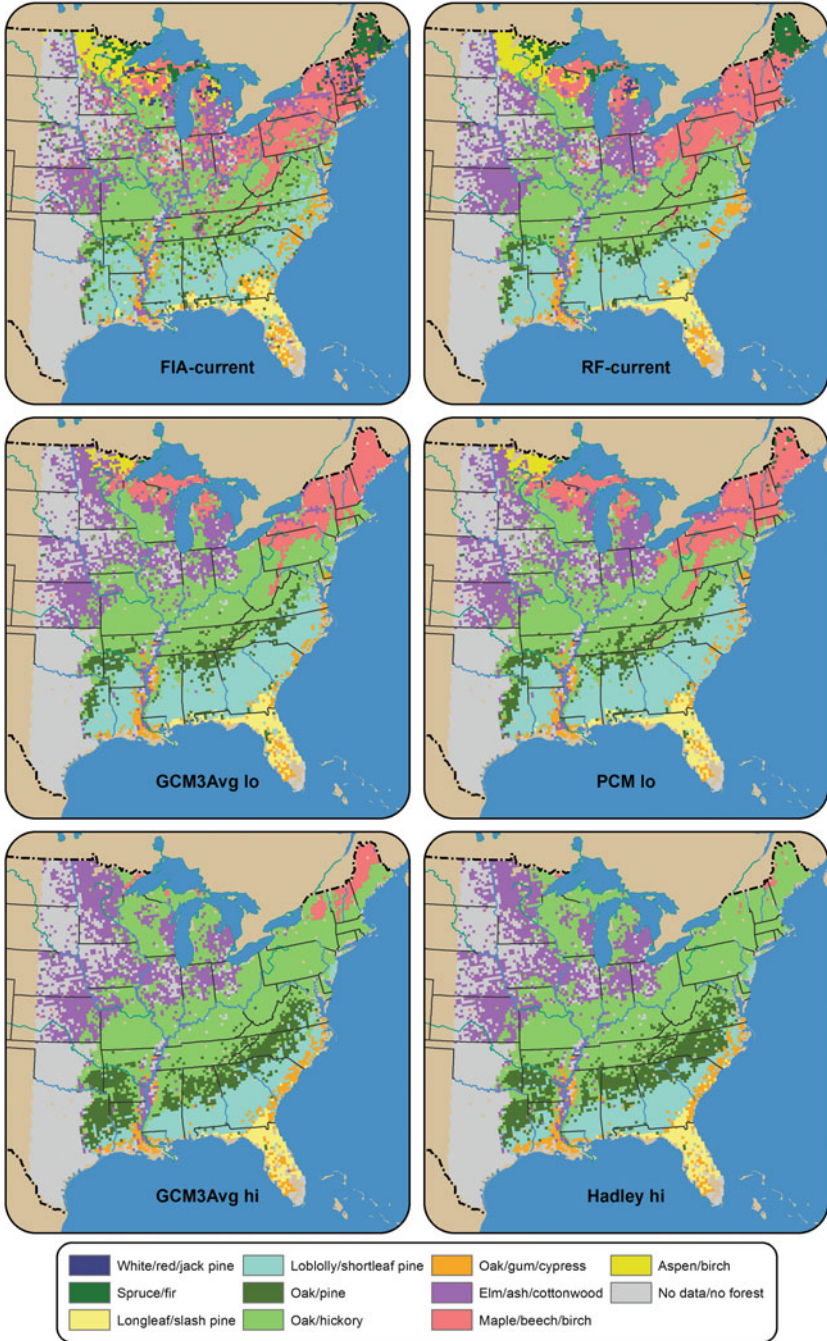 FIA-current
RF-current
GCM3Avg lo
PCM lo
GCM3Avg hi
Hadley hi
White/red/jack pine
Loblolly/shortleaf pine
Oak/gum/cypress
Aspen/birch
Spruce/fir
Oak/pine
Elm/ash/cottonwood
No data/no forest
Longleaf/slash pine
Oak/hickory
Maple/beech/birch